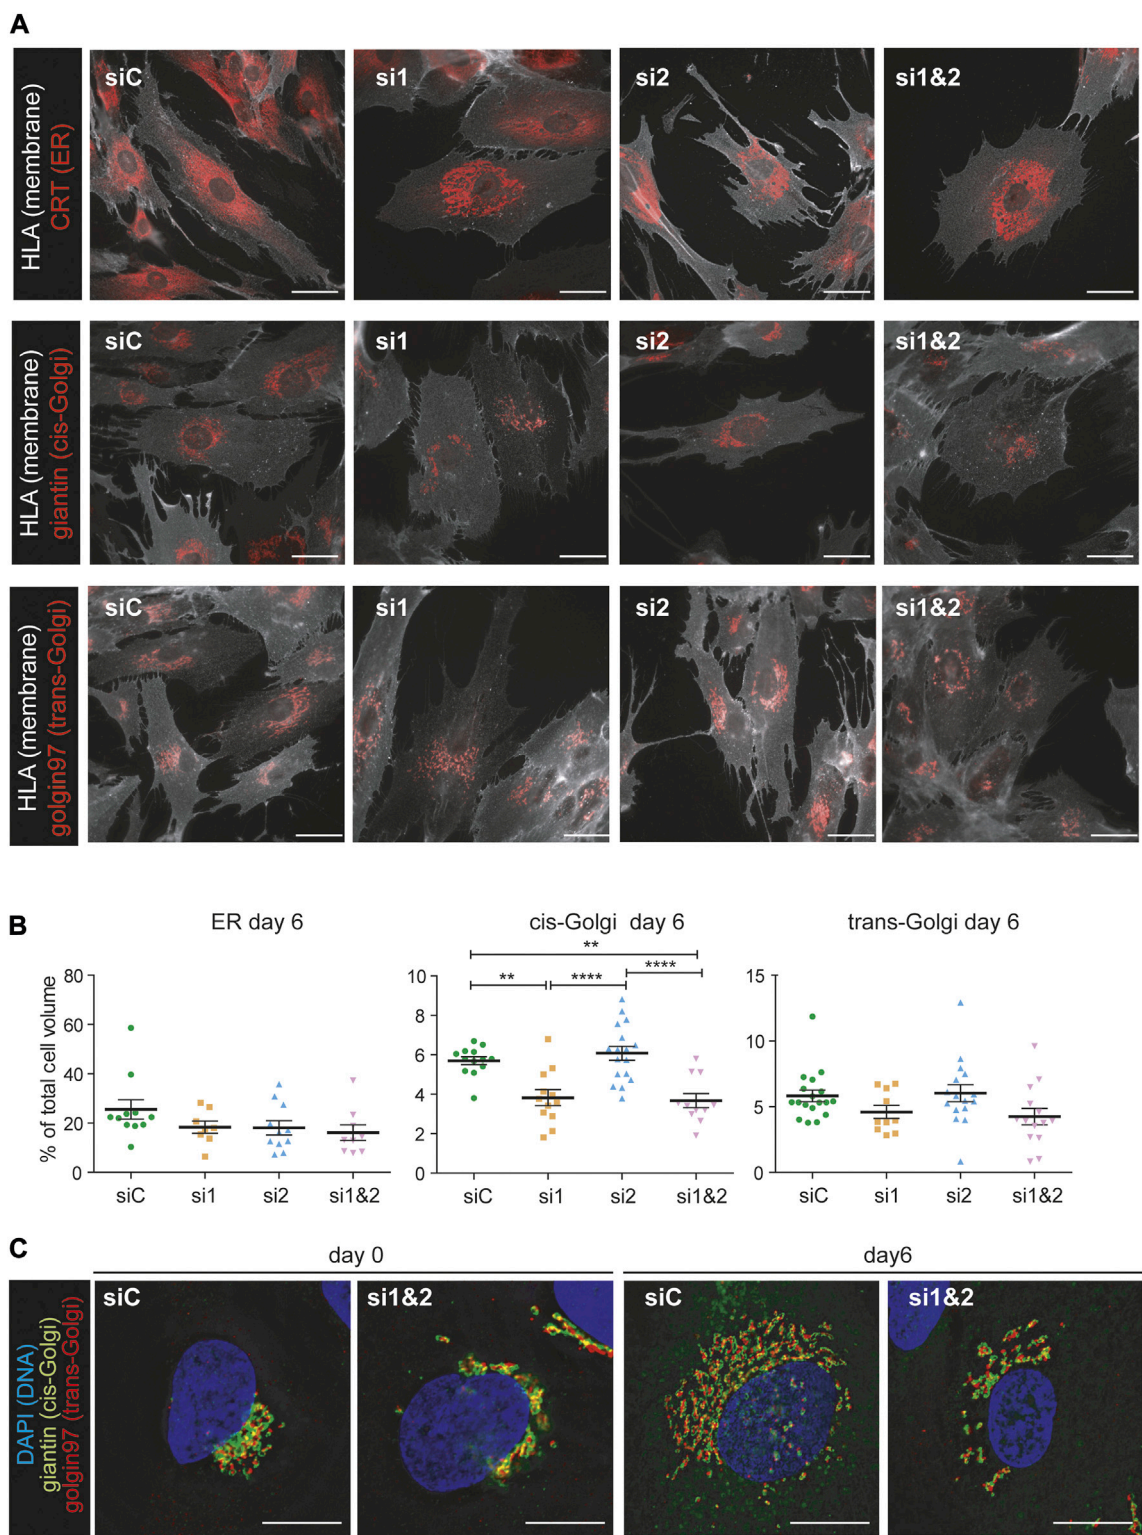 A
HLA (membrane)
CRT (ER)
siC
si1
si2
si1&2
HLA (membrane)
giantin (cis-Golgi)
siC
si1
si2
si1&2
HLA (membrane)
golgin97 (trans-Golgi)
siC
si1
si2
si1&2
B
% of total cell volume
ER day 6
80
60
40
20
0
siC
si1
si2
si1&2
cis-Golgi day 6
**
**
****
****
10
8
6
4
2
0
siC
si1
si2
si1&2
trans-Golgi day 6
15
10
5
0
siC
si1
si2
si1&2
C
day 0
day6
DAPI (DNA)
giantin (cis-Golgi)
golgin97 (trans-Golgi)
siC
si1&2
siC
si1&2